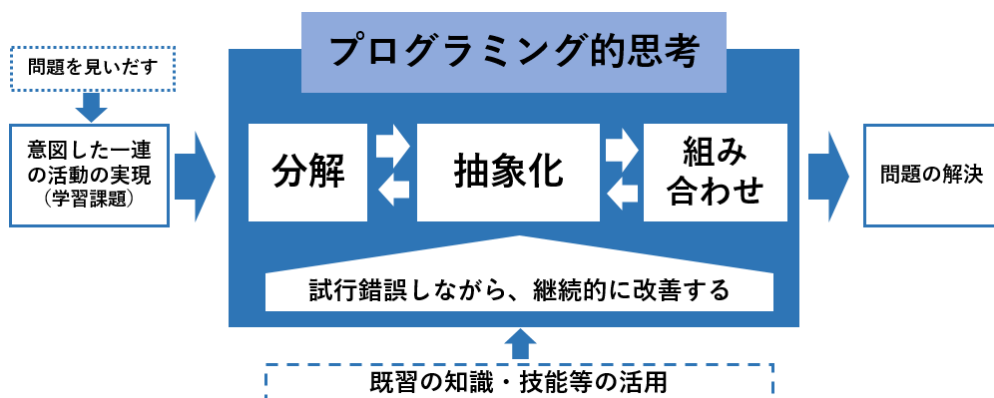 プログラミング的思考
問題を見いだす
意図した一連
の活動の実現
(学習課題)
分解
抽象化
組み
合わせ
問題の解決
試行錯誤しながら、継続的に改善する
既習の知識・技能等の活用